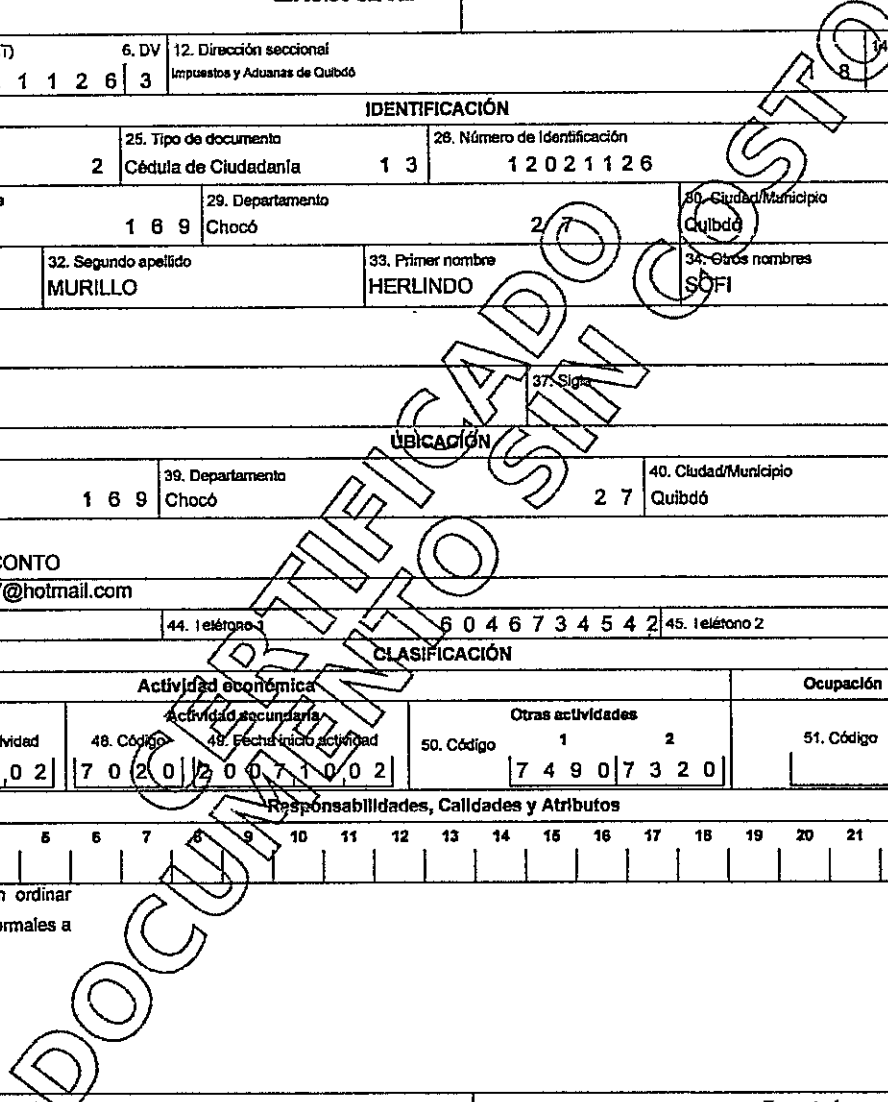 6. DV 12. Dirección seccional
1 1 2 6 3 Impuestos y Aduanas de Quibdó 1 8
IDENTIFICACIÓN
25. Tipo de documento 26. Número de Identificación
2 Cédula de Ciudadanía 1 3 1 2 0 2 1 1 2 6
29. Departamento 30. Ciudad/Municipio
1 6 9 Chocó 2 7 Quibdó
32. Segundo apellido 33. Primer nombre 34. Otros nombres
MURILLO HERLINDO SOFI
37. Sigla
UBICACIÓN
39. Departamento 40. Ciudad/Municipio
1 6 9 Chocó 2 7 Quibdó
CONTO
7@hotmail.com
44. Teléfono 1 6 0 4 6 7 3 4 5 4 2 45. Teléfono 2
CLASIFICACIÓN
Actividad económica Ocupación
Actividad secundaria Otras actividades
48. Código 49. Fecha inicio actividad 50. Código 1 2 51. Código
0 2 7 0 2 0 2 0 0 7 1 0 0 2 7 4 9 0 7 3 2 0
Responsabilidades, Calidades y Atributos
5 6 7 8 9 10 11 12 13 14 15 16 17 18 19 20 21
ordinar
ormales a
CERTIFICADO
DOCUMENTO SIN COSTO